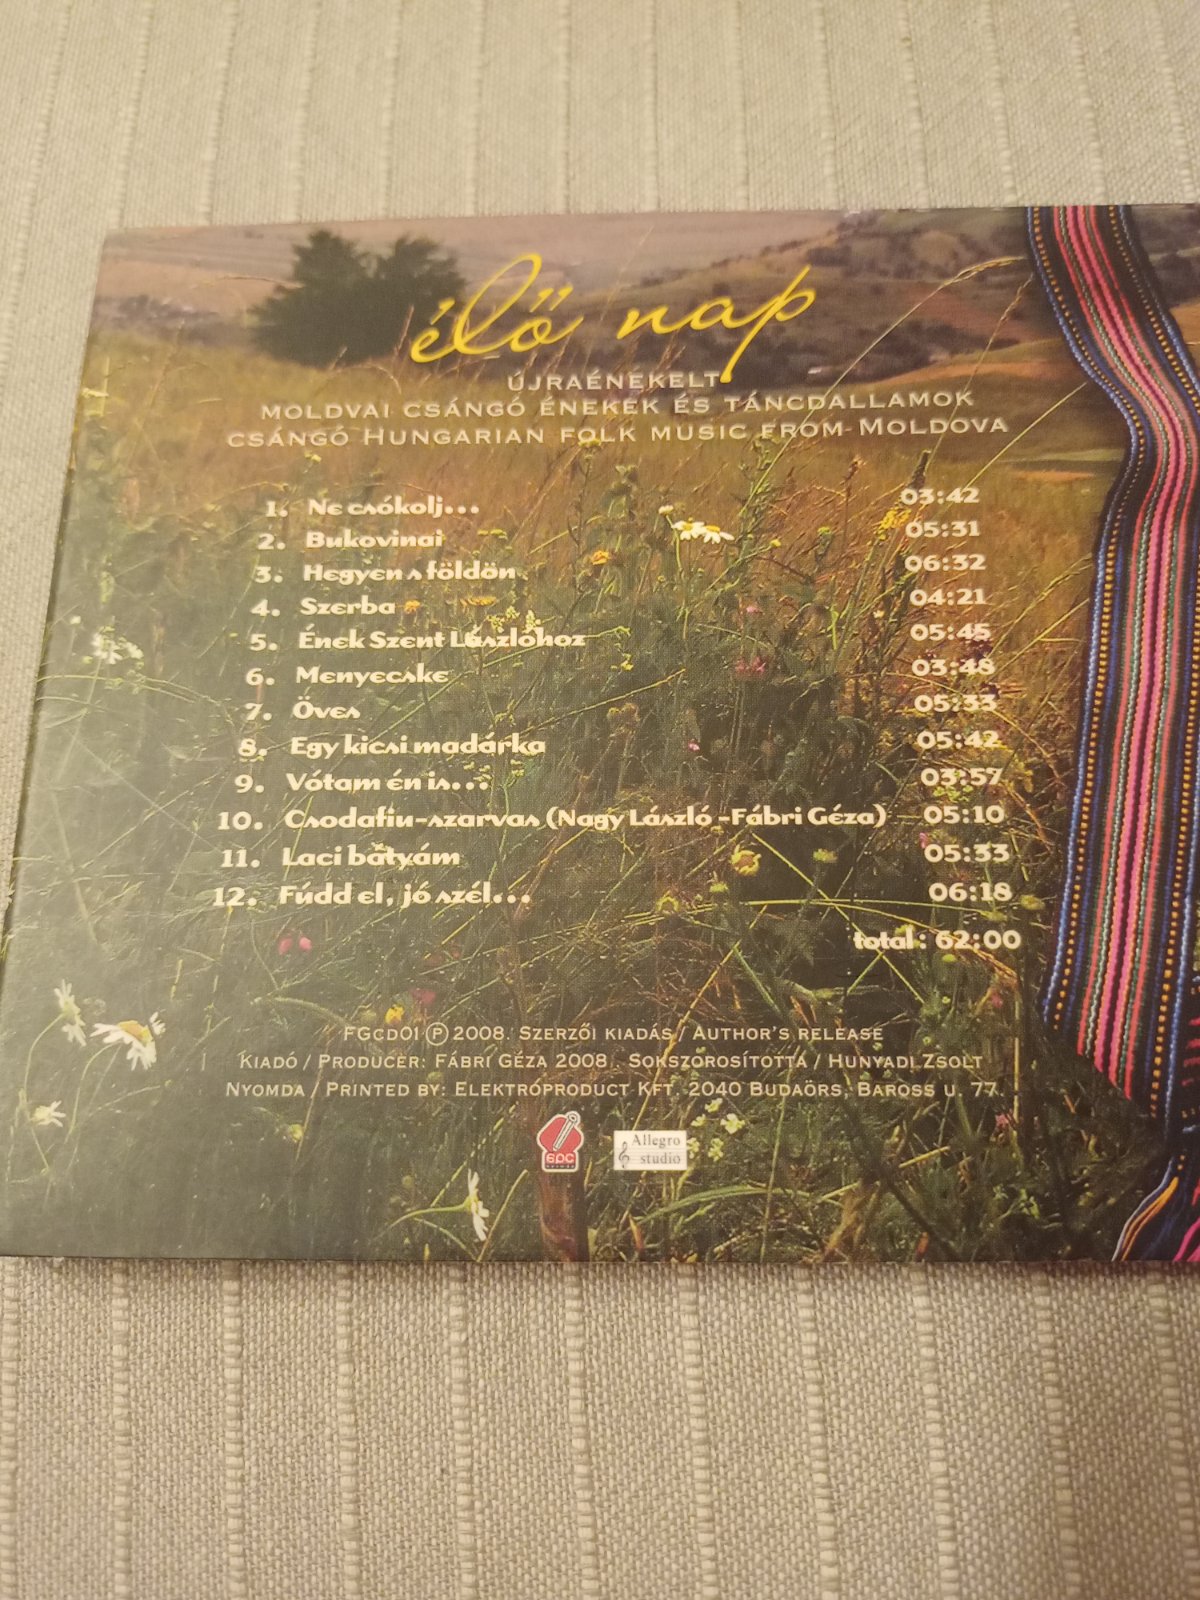 élő nap
ÚJRAÉNEKELT
MOLDVAI CSÁNGÓ ÉNEKEK ÉS TÁNCDALLAMOK
CSÁNGÓ HUNGARIAN FOLK MUSIC FROM MOLDOVA
1. Ne csókolj... 03:42
2. Bukovinai 05:31
3. Hegyen s földön 06:32
4. Szerba 04:21
5. Ének Szent Lászlóhoz 05:45
6. Menyecske 03:48
7. Öves 05:33
8. Egy kicsi madárka 05:42
9. Vótam én is... 03:57
10. Csodafiu-szarvas (Nagy László -Fábri Géza) 05:10
11. Laci bátyám 05:33
12. Fúdd el, jó szél... 06:18
total: 62:00
FGCD01 ℗ 2008. SZERZŐI KIADÁS / AUTHOR'S RELEASE
KIADÓ / PRODUCER: FÁBRI GÉZA 2008. SOKSZOROSÍTOTTA / HUNYADI ZSOLT
NYOMDA / PRINTED BY: ELEKTROPRODUCT KFT. 2040 BUDAÖRS, BAROSS U. 77.
Allegro
studio